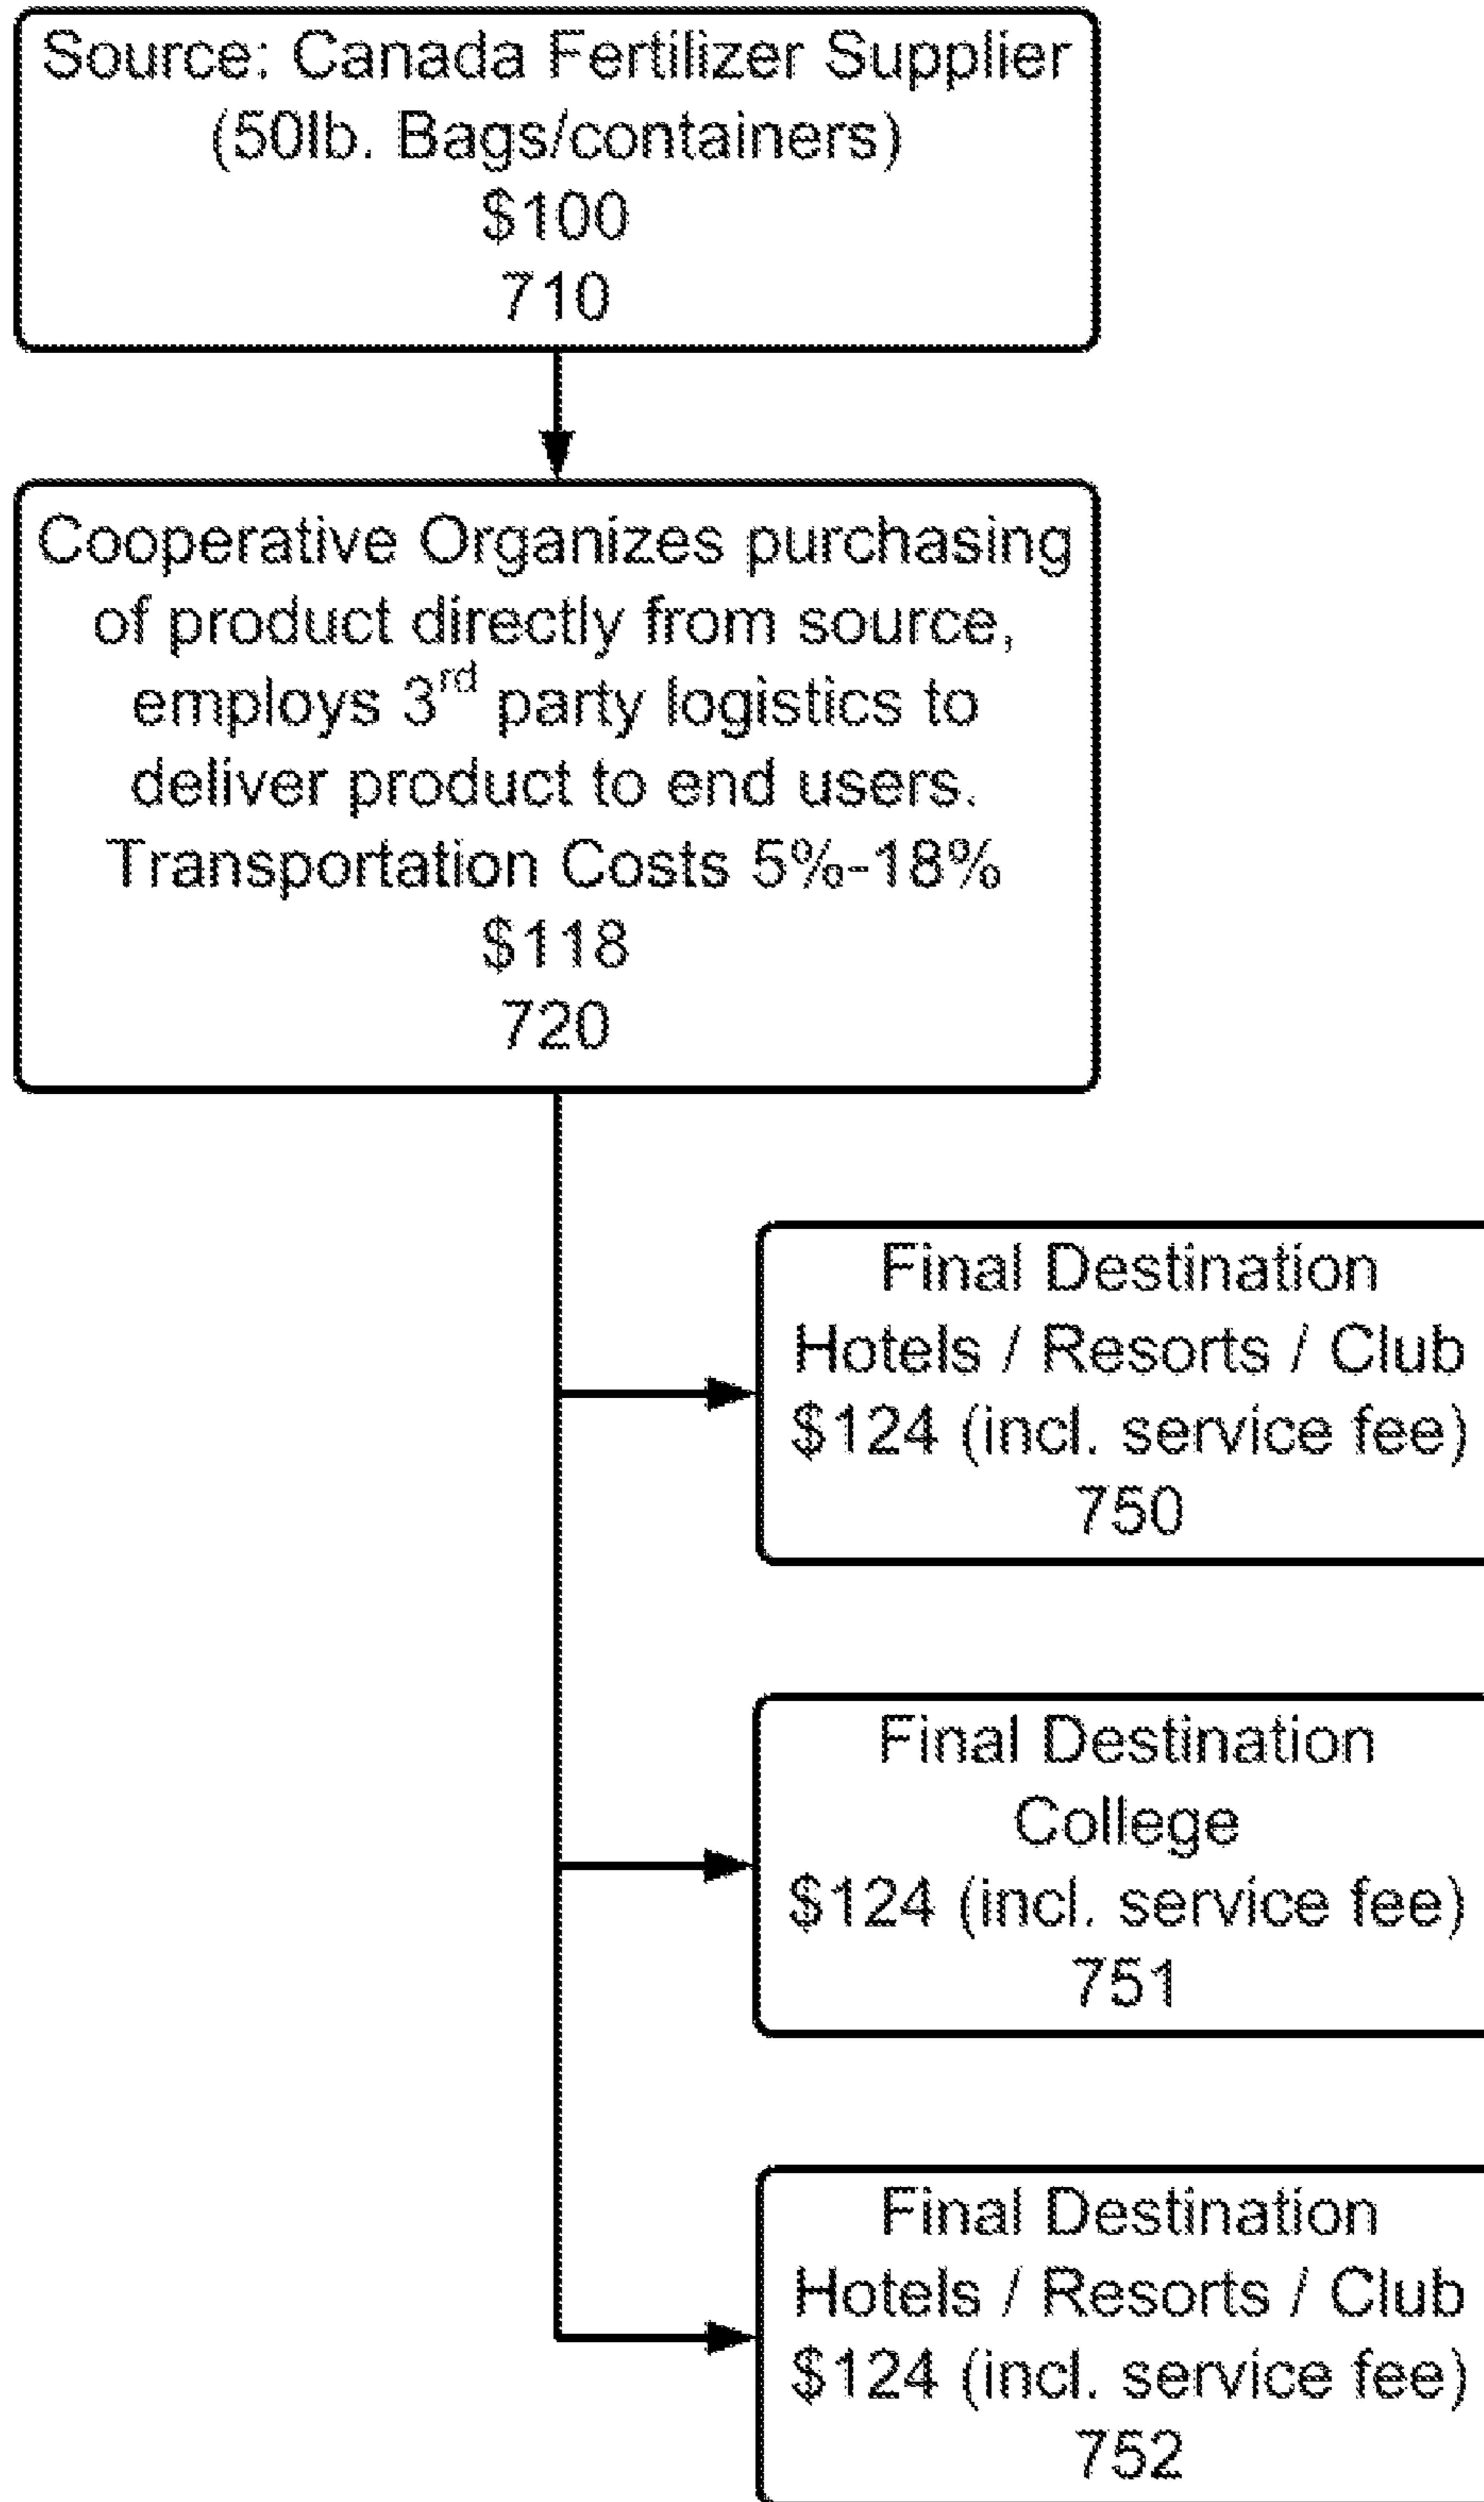 Source: Canada Fertilizer Supplier
(50lb. Bags/containers)
$100
710
Cooperative Organizes purchasing
of product directly from source,
employs 3rd party logistics to
deliver product to end users.
Transportation Costs 5%-18%
$118
720
Final Destination
Hotels / Resorts / Club
$124 (incl. service fee)
750
Final Destination
College
$124 (incl. service fee)
751
Final Destination
Hotels / Resorts / Club
$124 (incl. service fee)
752